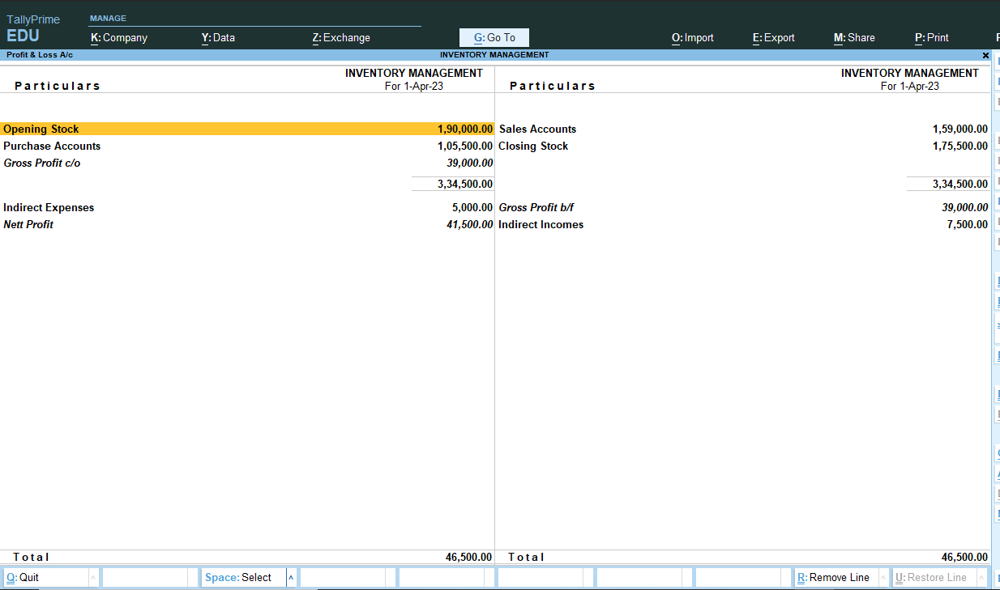 TallyPrime
EDU
MANAGE
K: Company Y: Data Z: Exchange G: Go To O: Import E: Export M: Share P: Print
Profit & Loss A/c INVENTORY MANAGEMENT ×
Particulars INVENTORY MANAGEMENT For 1-Apr-23 Particulars INVENTORY MANAGEMENT For 1-Apr-23
Opening Stock 1,90,000.00 Sales Accounts 1,59,000.00
Purchase Accounts 1,05,500.00 Closing Stock 1,75,500.00
Gross Profit c/o 39,000.00
3,34,500.00 3,34,500.00
Indirect Expenses 5,000.00 Gross Profit b/f 39,000.00
Nett Profit 41,500.00 Indirect Incomes 7,500.00
Total 46,500.00 Total 46,500.00
Q: Quit Space: Select R: Remove Line U: Restore Line